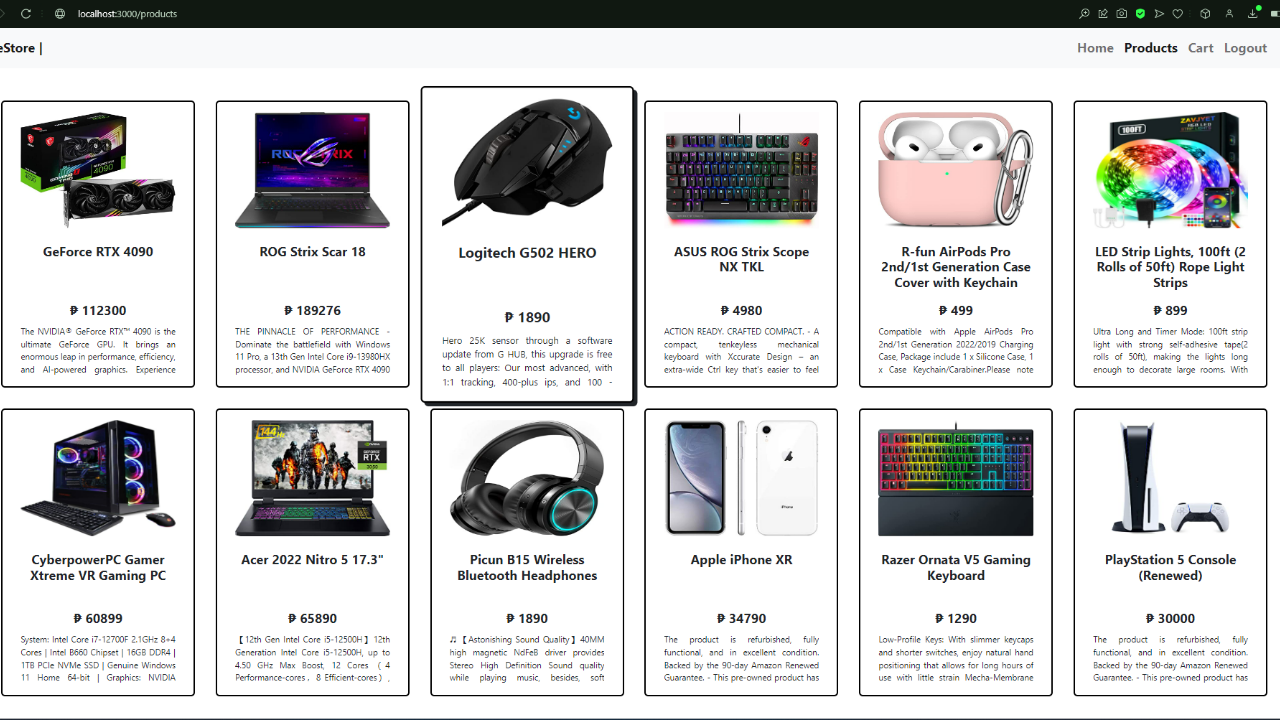 localhost:3000/products
eStore |
Home Products Cart Logout
GeForce RTX 4090
₱ 112300
The NVIDIA® GeForce RTX™ 4090 is the
ultimate GeForce GPU. It brings an
enormous leap in performance, efficiency,
and AI-powered graphics. Experience
ROG Strix Scar 18
₱ 189276
THE PINNACLE OF PERFORMANCE -
Dominate the battlefield with Windows
11 Pro, a 13th Gen Intel Core i9-13980HX
processor, and NVIDIA GeForce RTX 4090
Logitech G502 HERO
₱ 1890
Hero 25K sensor through a software
update from G HUB, this upgrade is free
to all players: Our most advanced, with
1:1 tracking, 400-plus ips, and 100 -
ASUS ROG Strix Scope
NX TKL
₱ 4980
ACTION READY. CRAFTED COMPACT. - A
compact, tenkeyless mechanical
keyboard with Xccurate Design – an
extra-wide Ctrl key that's easier to feel
R-fun AirPods Pro
2nd/1st Generation Case
Cover with Keychain
₱ 499
Compatible with Apple AirPods Pro
2nd/1st Generation 2022/2019 Charging
Case, Package include 1 x Silicone Case, 1
x Case Keychain/Carabiner.Please note
ZAVJYET
100FT
LED Strip Lights, 100ft (2
Rolls of 50ft) Rope Light
Strips
₱ 899
Ultra Long and Timer Mode: 100ft strip
light with strong self-adhesive tape(2
rolls of 50ft), making the lights long
enough to decorate large rooms. With
CyberpowerPC Gamer
Xtreme VR Gaming PC
₱ 60899
System: Intel Core i7-12700F 2.1GHz 8+4
Cores | Intel B660 Chipset | 16GB DDR4 |
1TB PCIe NVMe SSD | Genuine Windows
11 Home 64-bit | Graphics: NVIDIA
144
GEFORCE
RTX
Acer 2022 Nitro 5 17.3"
₱ 65890
【12th Gen Intel Core i5-12500H】12th
Generation Intel Core i5-12500H, up to
4.50 GHz Max Boost, 12 Cores （4
Performance-cores，8 Efficient-cores）,
Picun B15 Wireless
Bluetooth Headphones
₱ 1890
♬【Astonishing Sound Quality】40MM
high magnetic NdFeB driver provides
Stereo High Definition Sound quality
while playing music, besides, soft
iPhone
Apple iPhone XR
₱ 34790
The product is refurbished, fully
functional, and in excellent condition.
Backed by the 90-day Amazon Renewed
Guarantee. - This pre-owned product has
Razer Ornata V5 Gaming
Keyboard
₱ 1290
Low-Profile Keys: With slimmer keycaps
and shorter switches, enjoy natural hand
positioning that allows for long hours of
use with little strain Mecha-Membrane
PlayStation 5 Console
(Renewed)
₱ 30000
The product is refurbished, fully
functional, and in excellent condition.
Backed by the 90-day Amazon Renewed
Guarantee. - This pre-owned product has